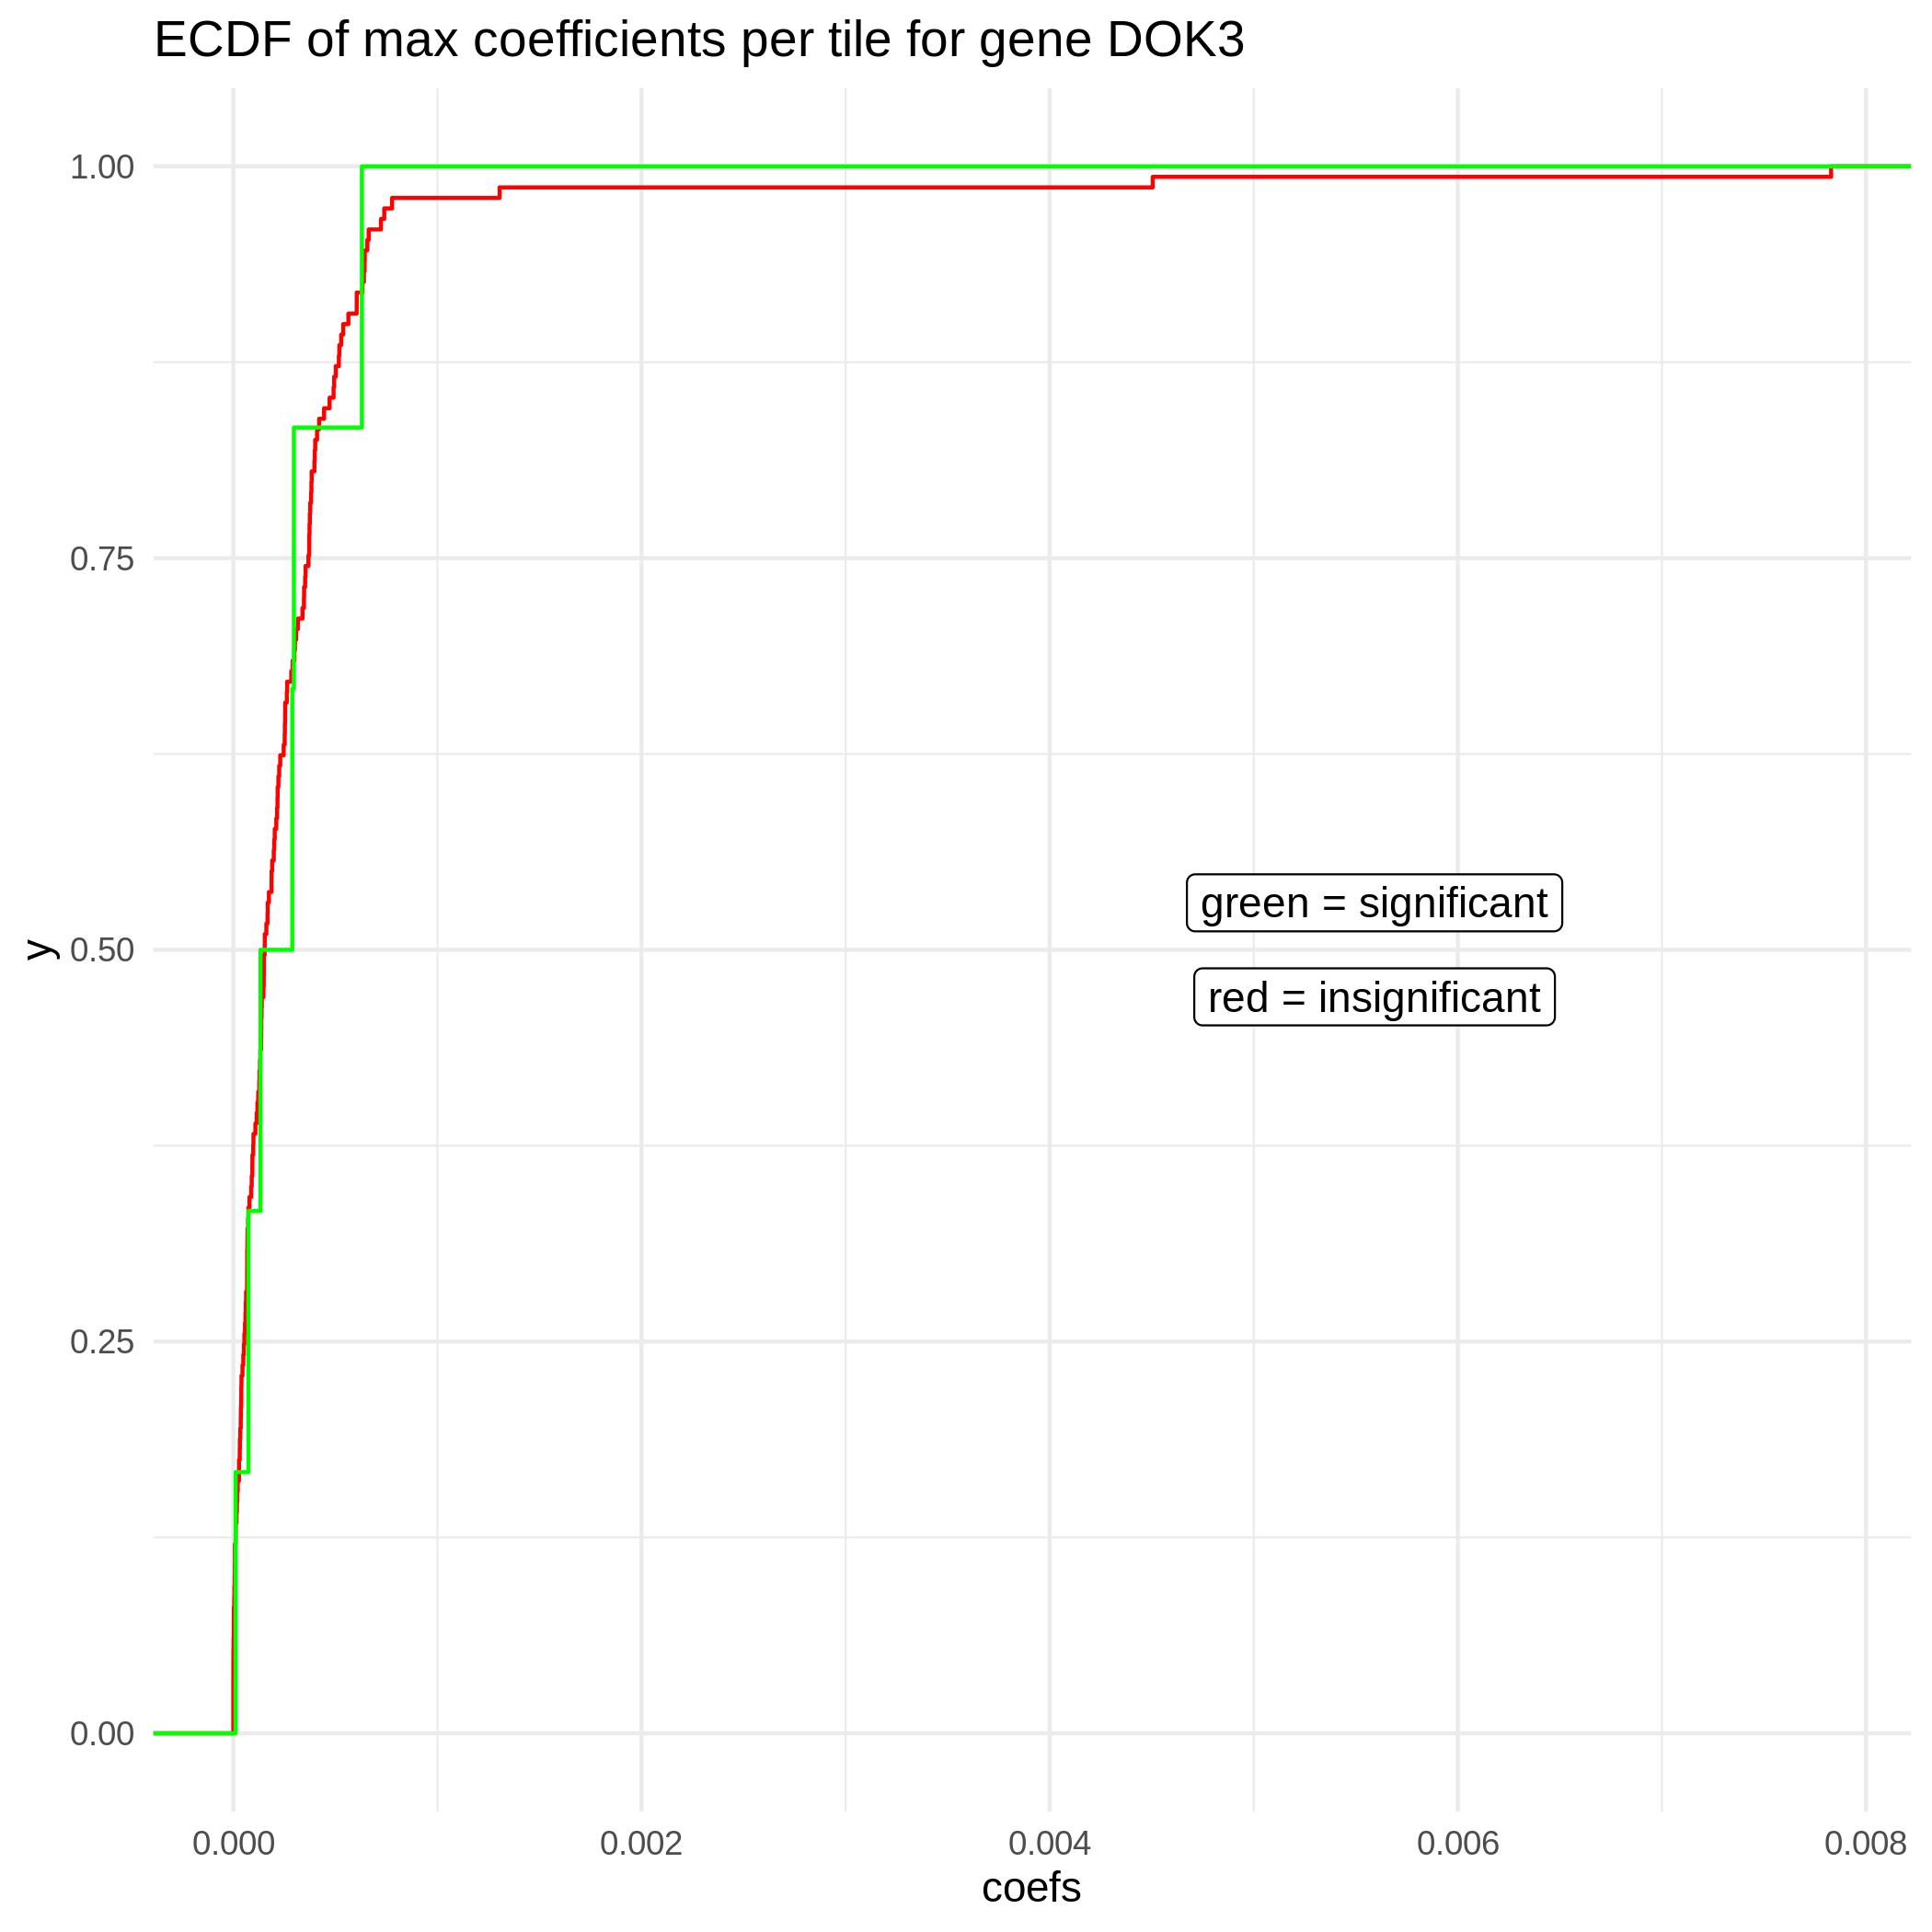 ECDF of max coefficients per tile for gene DOK3
1.00
0.75
0.50
0.25
0.00
y
green = significant
red = insignificant
0.000 0.002 0.004 0.006 0.008
coefs